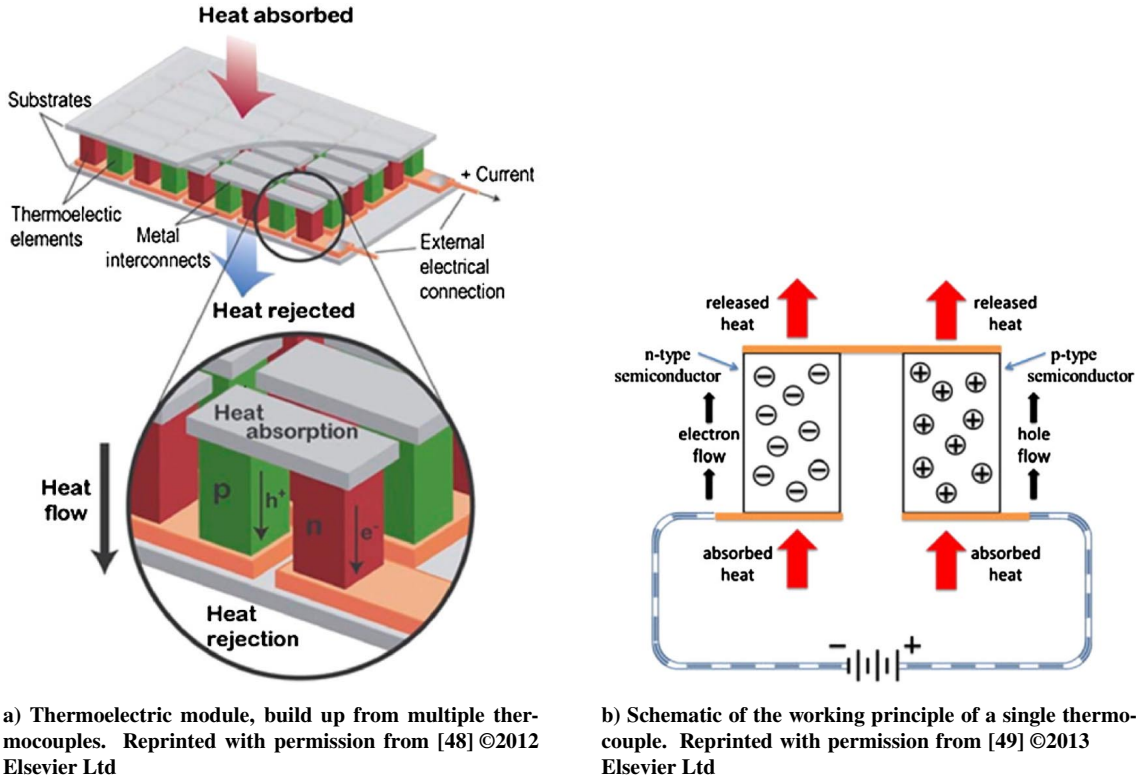 Heat absorbed
Substrates
+ Current
Thermoelectic
elements
Metal
interconnects
External
electrical
connection
Heat rejected
Heat
absorption
p
h+
n
e-
Heat
flow
Heat
rejection
released
heat
released
heat
n-type
semiconductor
p-type
semiconductor
electron
flow
hole
flow
absorbed
heat
absorbed
heat
− +
a) Thermoelectric module, build up from multiple ther-
mocouples. Reprinted with permission from [48] ©2012
Elsevier Ltd
b) Schematic of the working principle of a single thermo-
couple. Reprinted with permission from [49] ©2013
Elsevier Ltd